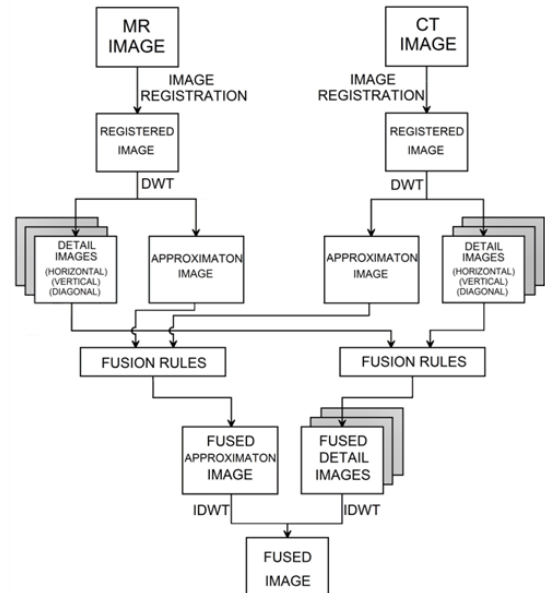 MR
IMAGE
CT
IMAGE
IMAGE
REGISTRATION
IMAGE
REGISTRATION
REGISTERED
IMAGE
REGISTERED
IMAGE
DWT
DWT
DETAIL
IMAGES
(HORIZONTAL)
(VERTICAL)
(DIAGONAL)
APPROXIMATON
IMAGE
APPROXIMATON
IMAGE
DETAIL
IMAGES
(HORIZONTAL)
(VERTICAL)
(DIAGONAL)
FUSION RULES
FUSION RULES
FUSED
APPROXIMATON
IMAGE
FUSED
DETAIL
IMAGES
IDWT
IDWT
FUSED
IMAGE